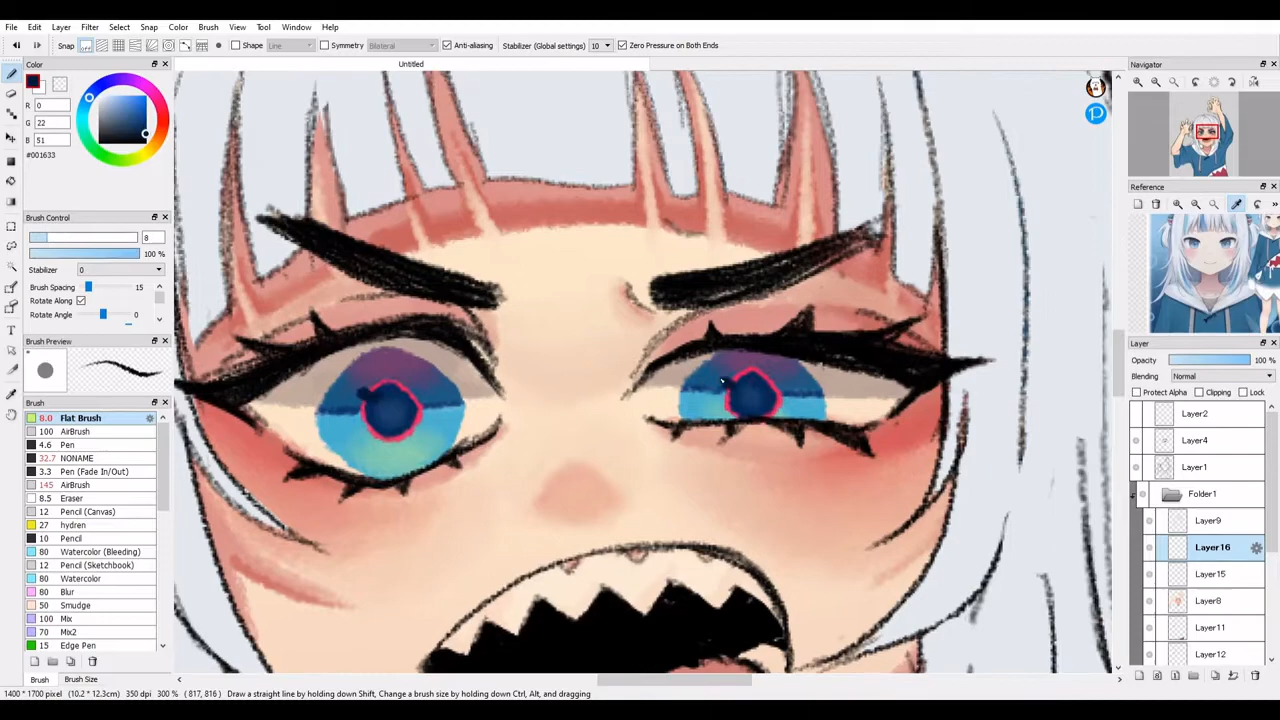 File Edit Layer Filter Select Snap Color Brush View Tool Window Help
Snap Shape Line Symmetry Bilateral Anti-aliasing Stabilizer (Global settings) 10 Zero Pressure on Both Ends
Color
Untitled
Navigator
R 0
G 22
B 51
#001633
Reference
Brush Control
8
100 %
Stabilizer 0
Brush Spacing 15
Rotate Along
Rotate Angle 0
Brush Preview
Layer
Opacity 100 %
Blending Normal
Protect Alpha Clipping Lock
Brush
8.0 Flat Brush
100 AirBrush
4.6 Pen
32.7 NONAME
3.3 Pen (Fade In/Out)
145 AirBrush
8.5 Eraser
12 Pencil (Canvas)
27 hydren
10 Pencil
80 Watercolor (Bleeding)
12 Pencil (Sketchbook)
80 Watercolor
80 Blur
50 Smudge
100 Mix
70 Mix2
15 Edge Pen
Layer2
Layer4
Layer1
Folder1
Layer9
Layer16
Layer15
Layer8
Layer11
Layer12
Brush Brush Size
1400 * 1700 pixel (10.2 * 12.3cm) 350 dpi 300 % ( 817, 816 ) Draw a straight line by holding down Shift, Change a brush size by holding down Ctrl, Alt, and dragging